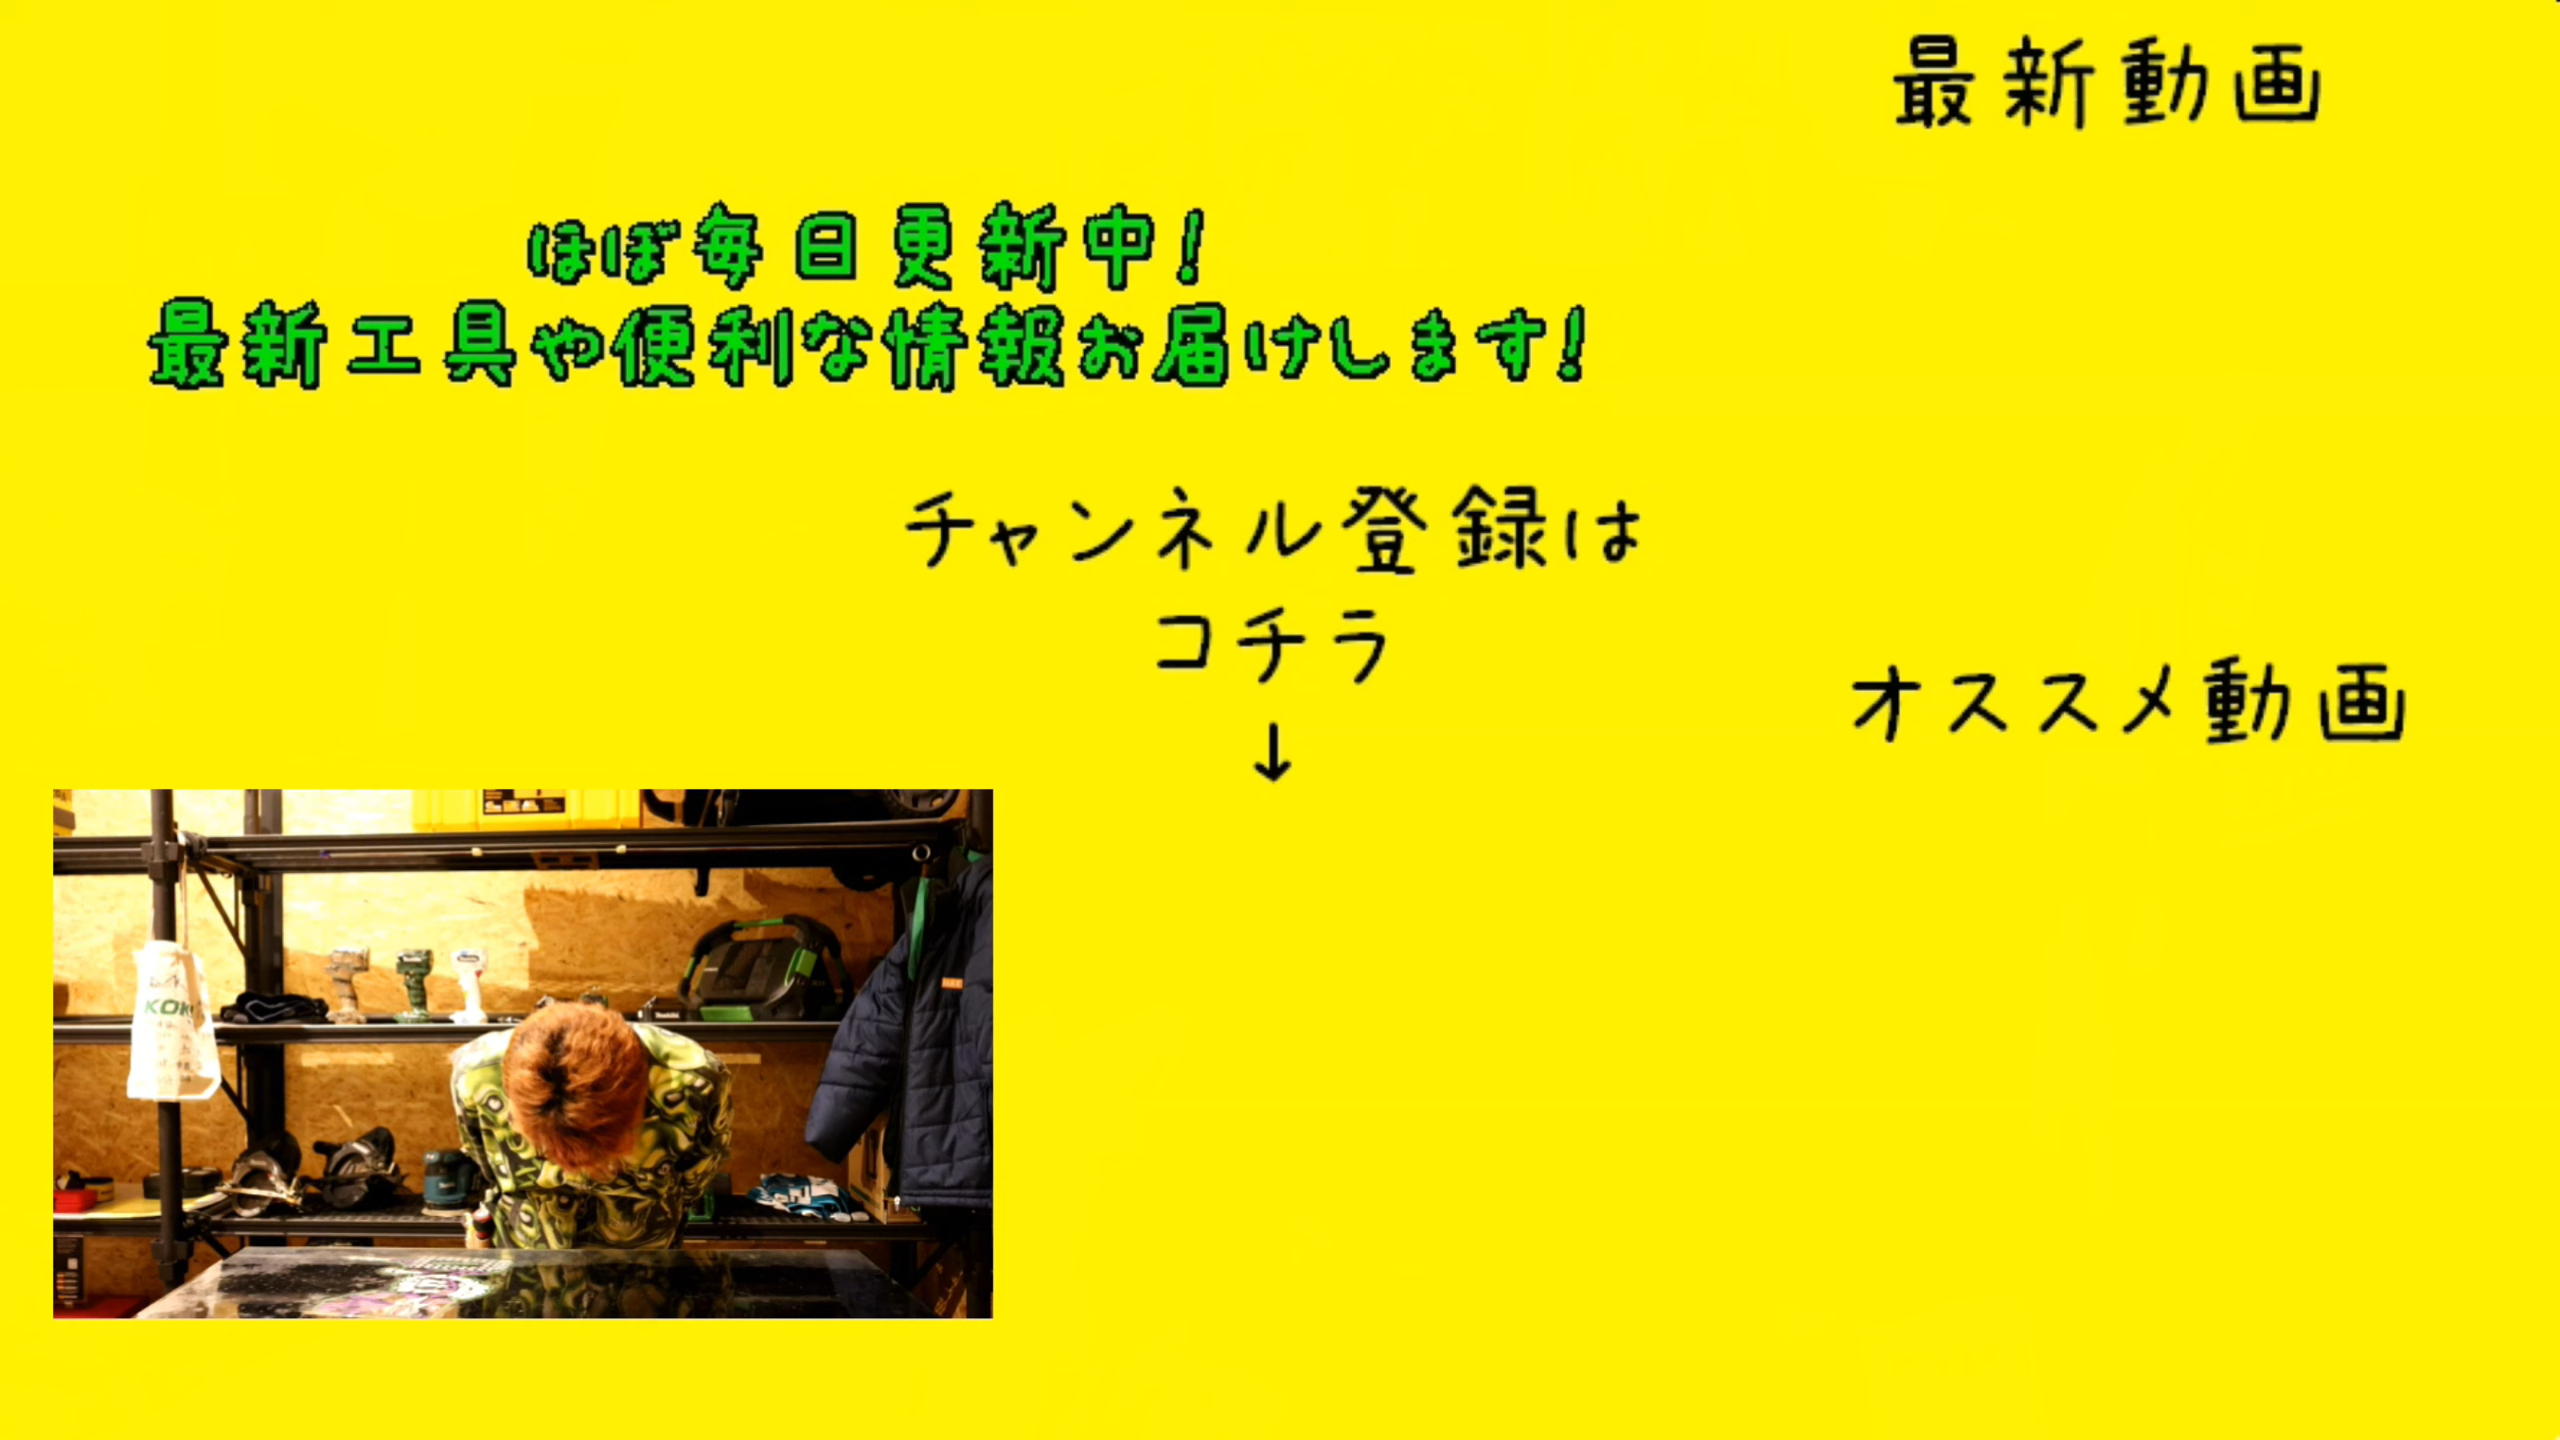 最新動画
ほぼ毎日更新中!
最新工具や便利な情報お届けします!
チャンネル登録は
コチラ
↓
オススメ動画
KOK